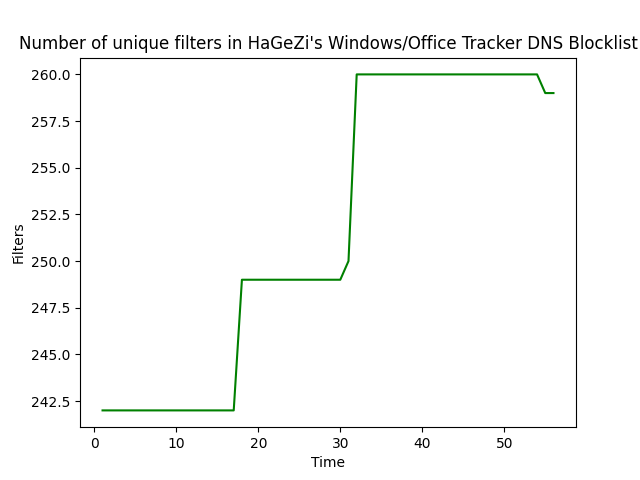 Number of unique filters in HaGeZi's Windows/Office Tracker DNS Blocklist
260.0
257.5
255.0
252.5
250.0
247.5
245.0
242.5
Filters
0 10 20 30 40 50
Time